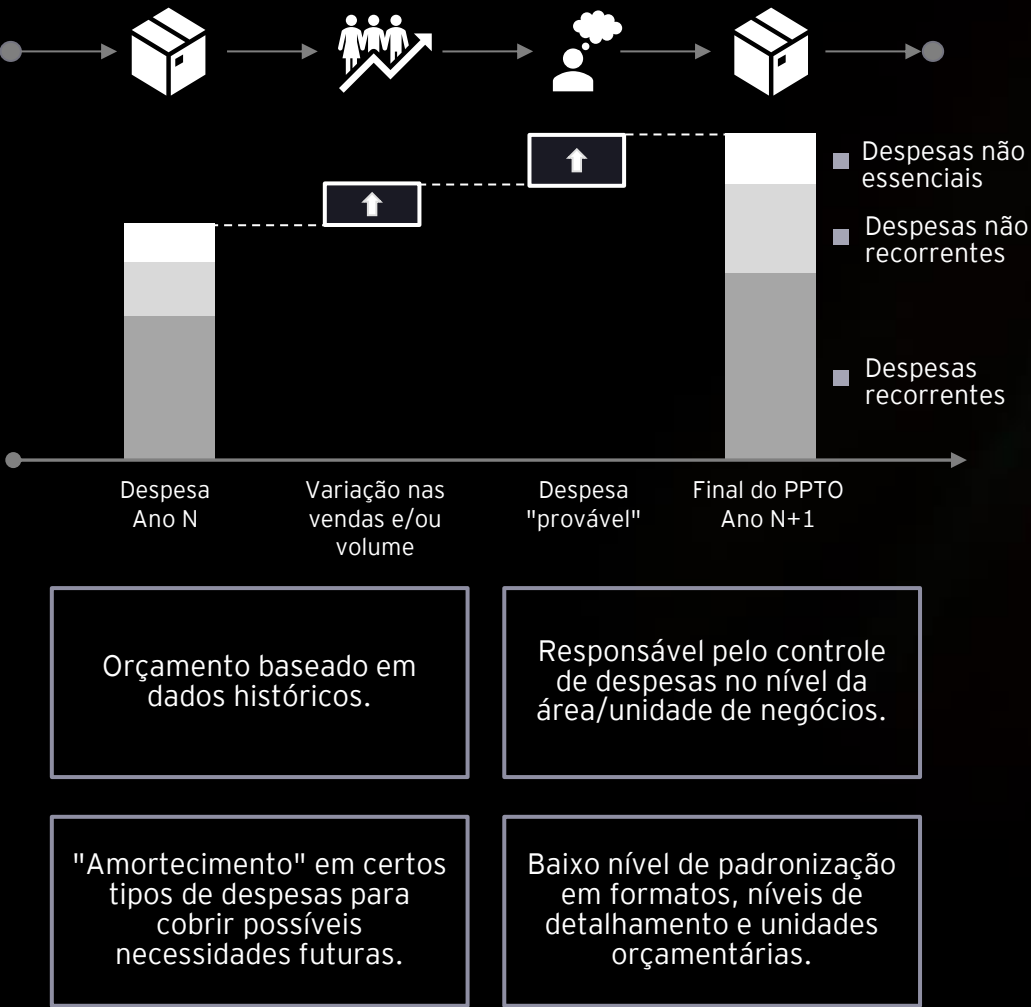 Despesas não
essenciais
Despesas não
recorrentes
Despesas
recorrentes
Despesa
Ano N
Variação nas
vendas e/ou
volume
Despesa
"provável"
Final do PPTO
Ano N+1
Orçamento baseado em
dados históricos.
Responsável pelo controle
de despesas no nível da
área/unidade de negócios.
"Amortecimento" em certos
tipos de despesas para
cobrir possíveis
necessidades futuras.
Baixo nível de padronização
em formatos, níveis de
detalhamento e unidades
orçamentárias.